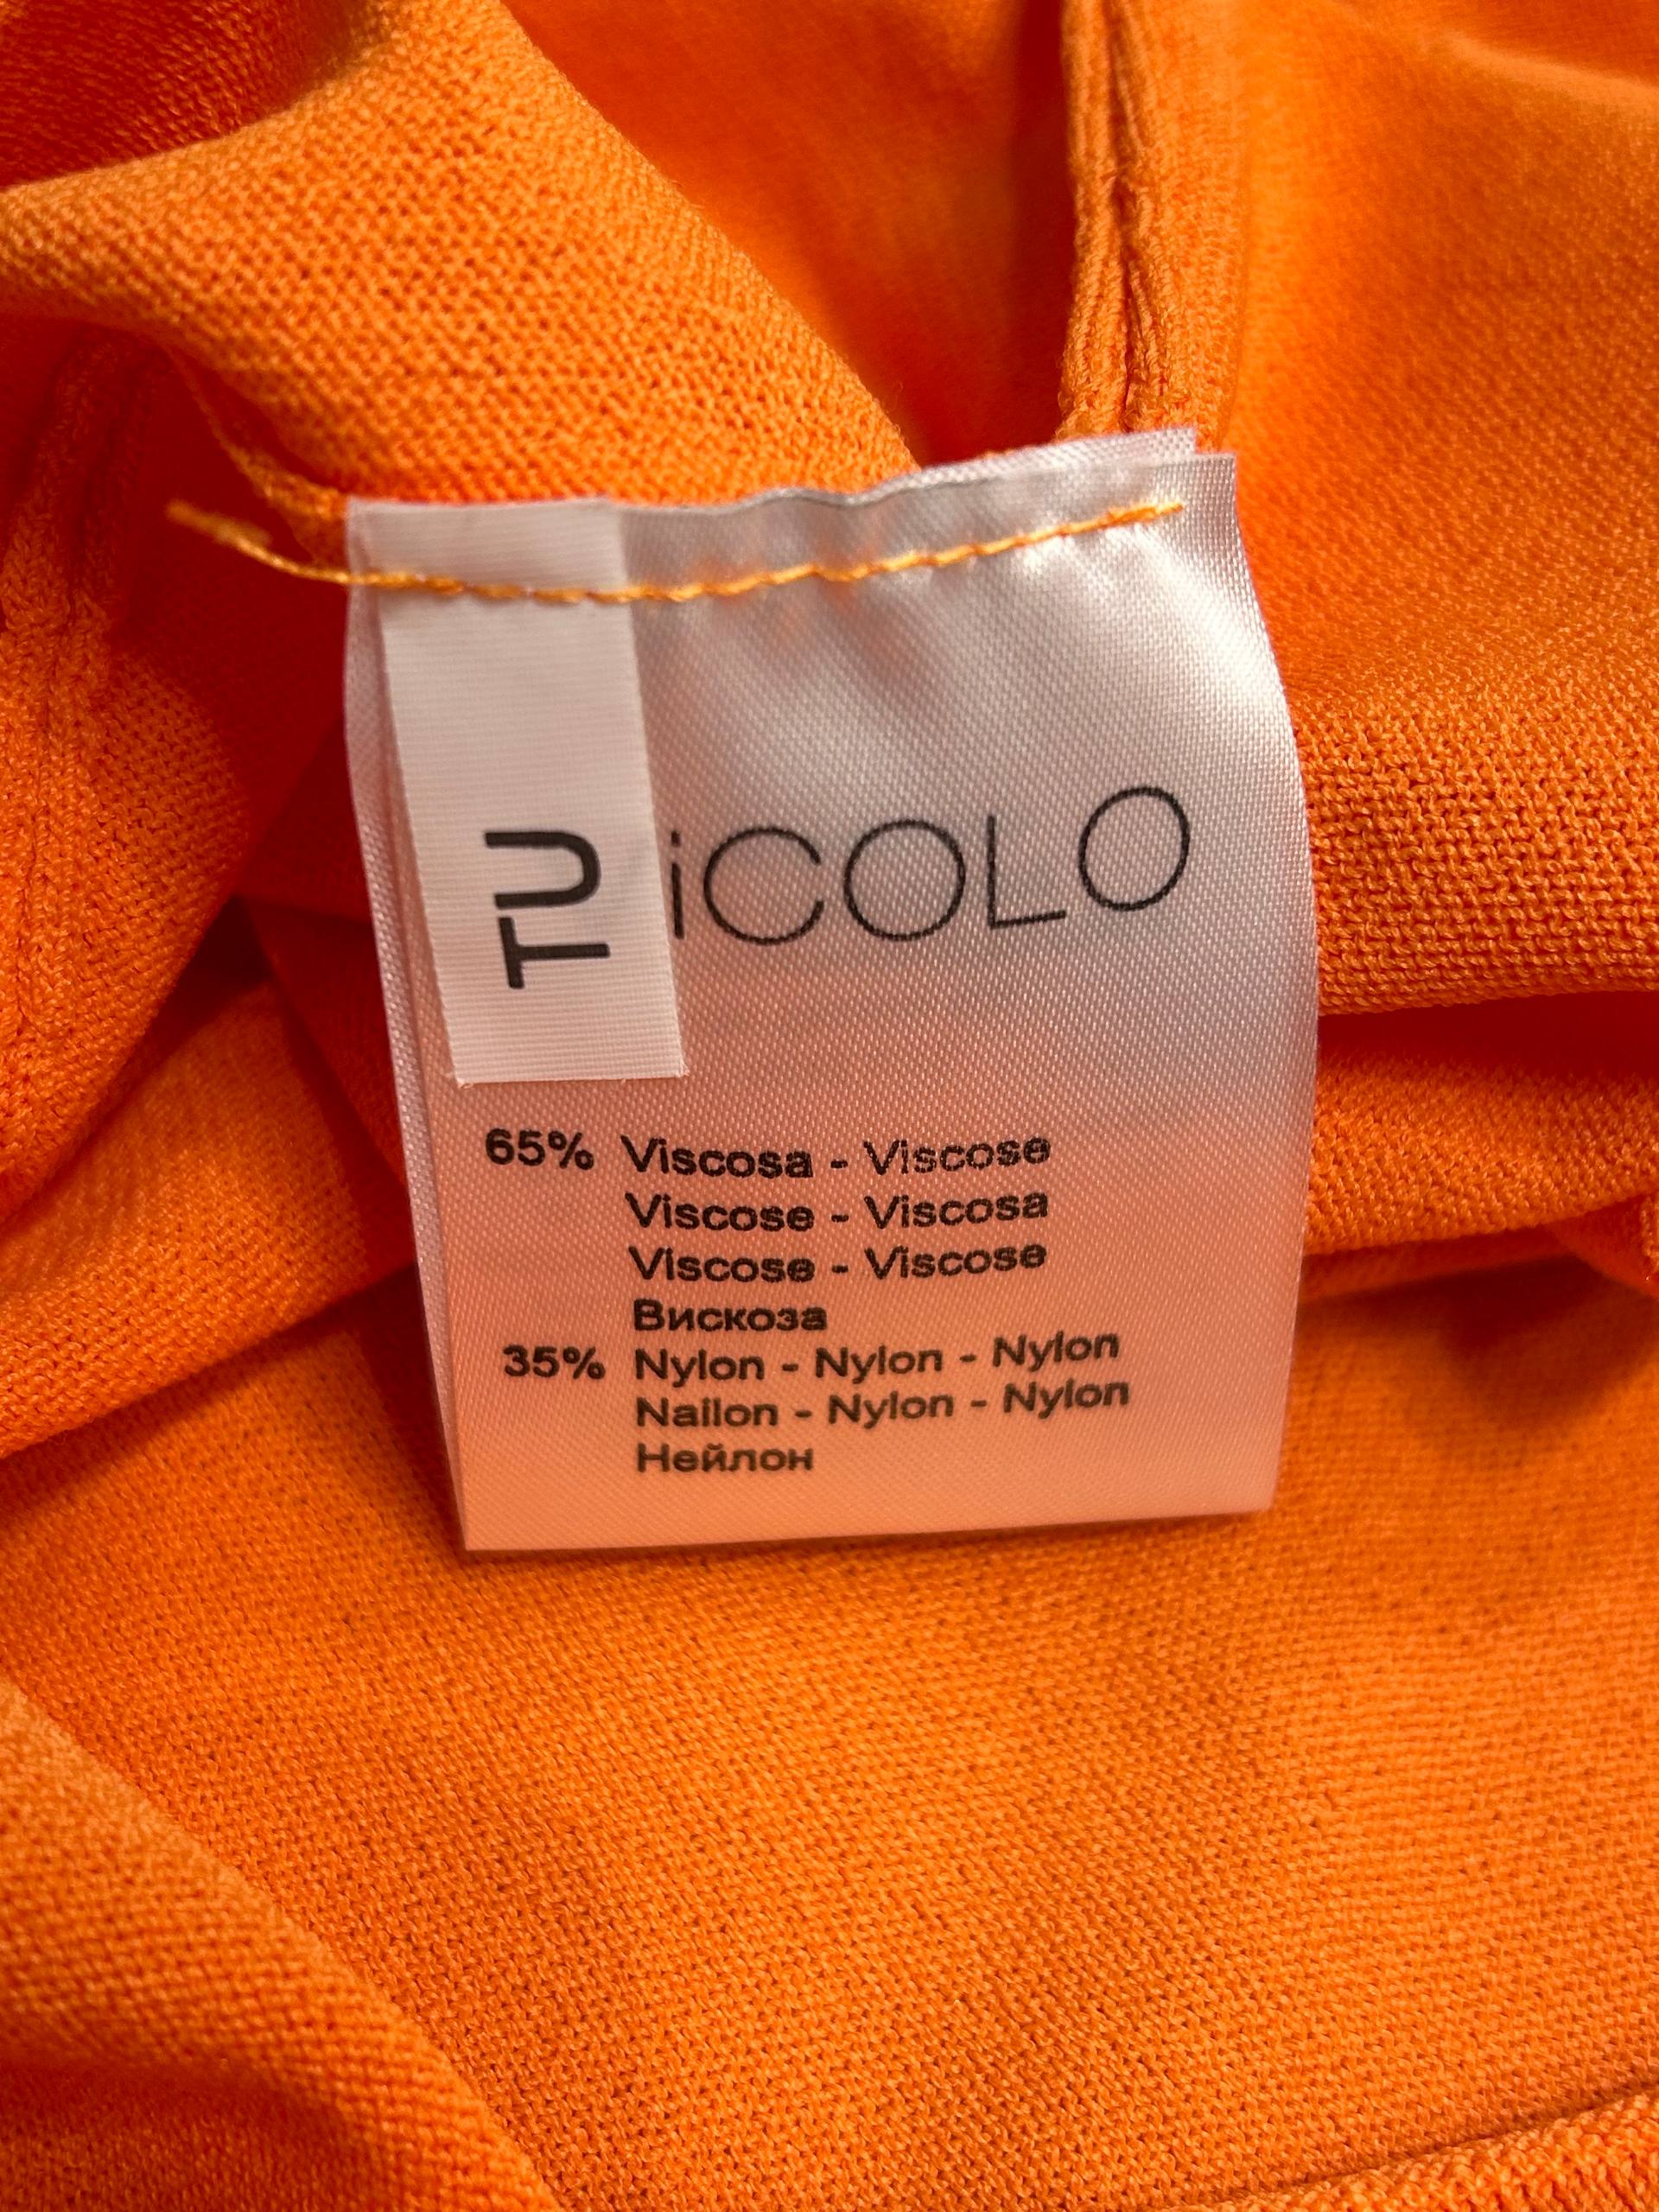 TU
iCOLO
65% Viscosa - Viscose
Viscose - Viscosa
Viscose - Viscose
Вискоза
35% Nylon - Nylon - Nylon
Nailon - Nylon - Nylon
Нейлон